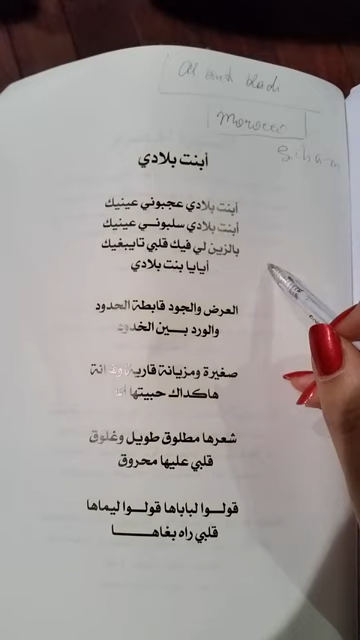 Al bent bladi
Morocco
Siham
أبنت بلادي
أبنت بلادي عجبوني عينيك
أبنت بلادي سلبوني عينيك
بالزين لي فيك قلبي تايبغيك
أيايا بنت بلادي
العرض والجود قابطة الحدود
والورد بين الخدود
صغيرة ومزيانة قارية وفنانة
هاكداك حبيتها أنا
شعرها مطلوق طويل وغلوق
قلبي عليها محروق
قولوا لباباها قولوا ليماها
قلبي راه بغاها